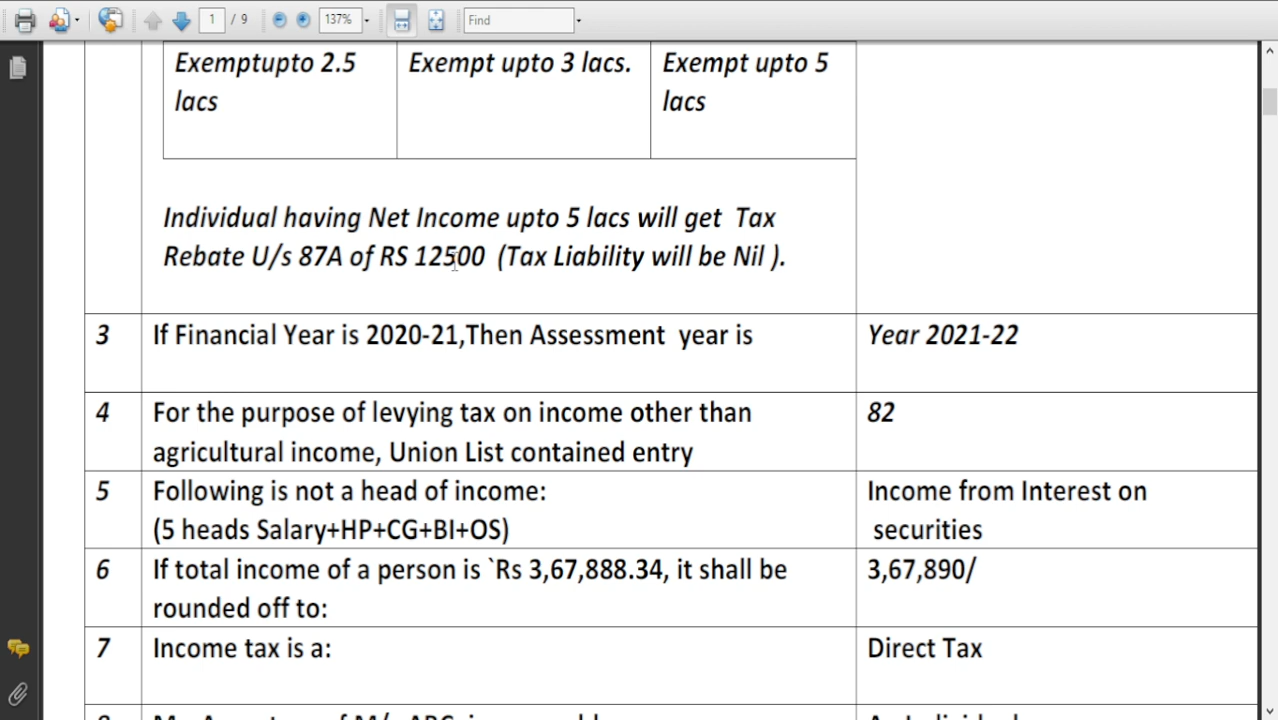 1 / 9 137% Find
Exemptupto 2.5 Exempt upto 3 lacs. Exempt upto 5
lacs lacs
Individual having Net Income upto 5 lacs will get Tax
Rebate U/s 87A of RS 12500 (Tax Liability will be Nil ).
3 If Financial Year is 2020-21,Then Assessment year is Year 2021-22
4 For the purpose of levying tax on income other than 82
agricultural income, Union List contained entry
5 Following is not a head of income: Income from Interest on
(5 heads Salary+HP+CG+BI+OS) securities
6 If total income of a person is `Rs 3,67,888.34, it shall be 3,67,890/
rounded off to:
7 Income tax is a: Direct Tax